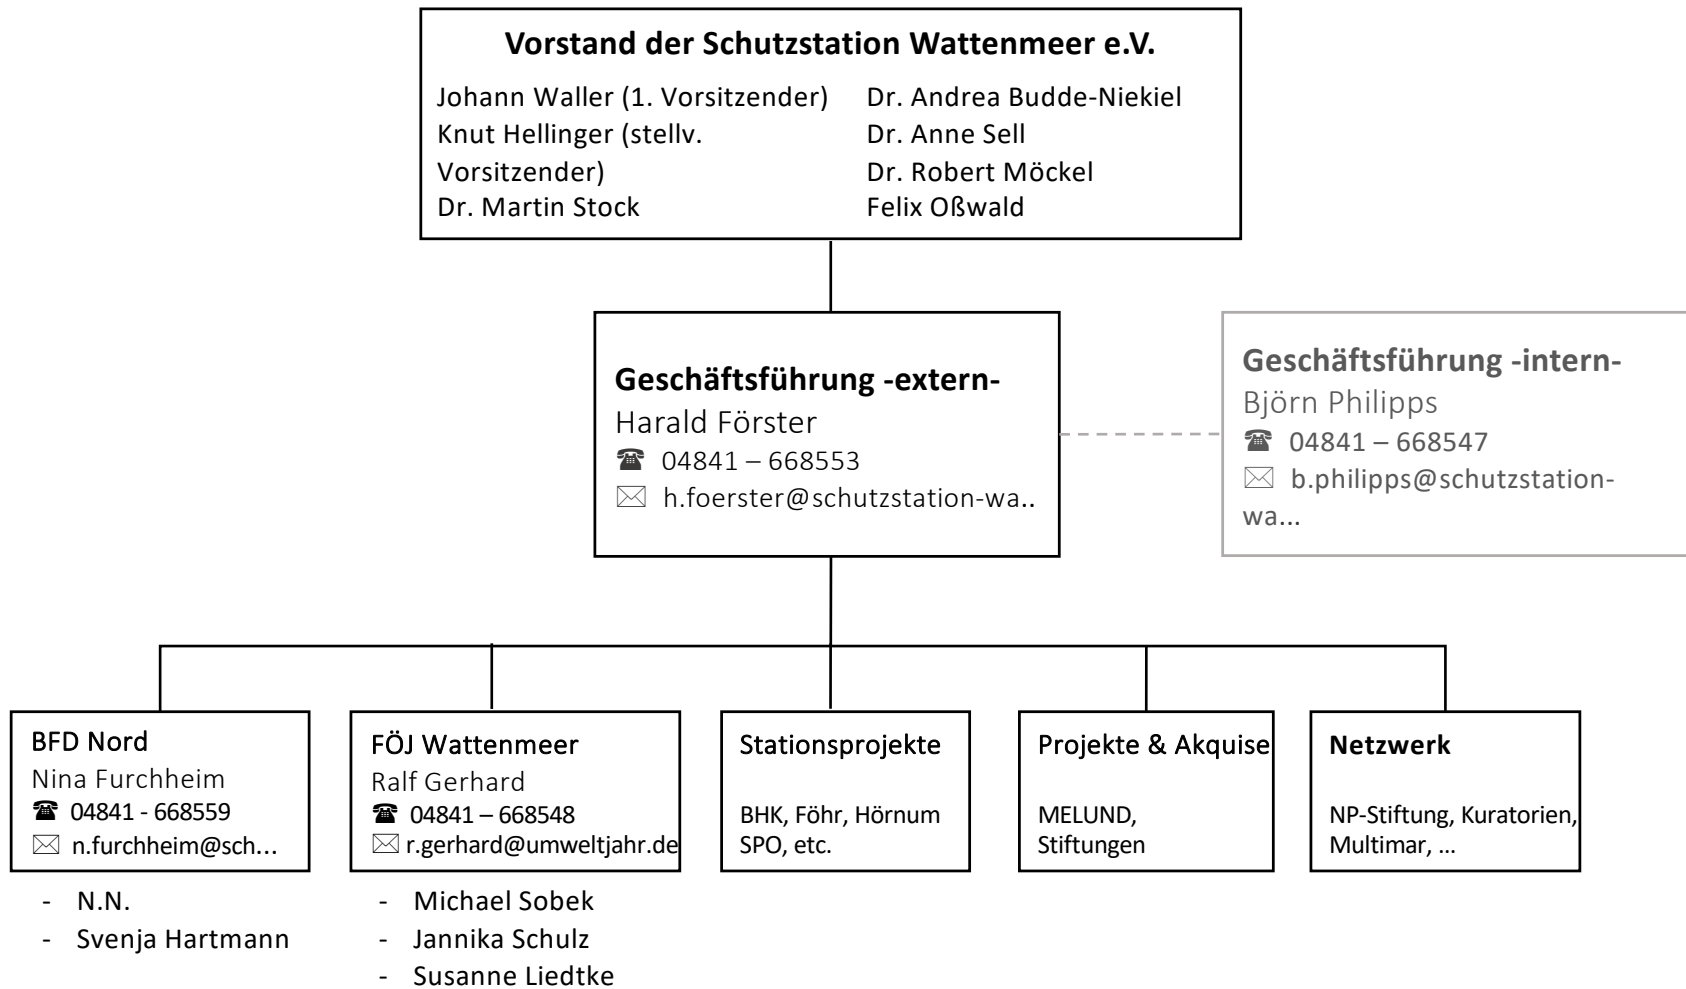 Vorstand der Schutzstation Wattenmeer e.V.
Johann Waller (1. Vorsitzender)
Knut Hellinger (stellv.
Vorsitzender)
Dr. Martin Stock
Dr. Andrea Budde-Niekiel
Dr. Anne Sell
Dr. Robert Möckel
Felix Oßwald
Geschäftsführung -extern-
Harald Förster
☎ 04841 – 668553
✉ h.foerster@schutzstation-wa..
Geschäftsführung -intern-
Björn Philipps
☎ 04841 – 668547
✉ b.philipps@schutzstation-
wa...
BFD Nord
Nina Furchheim
☎ 04841 - 668559
✉ n.furchheim@sch...
- N.N.
- Svenja Hartmann
FÖJ Wattenmeer
Ralf Gerhard
☎ 04841 – 668548
✉ r.gerhard@umweltjahr.de
- Michael Sobek
- Jannika Schulz
- Susanne Liedtke
Stationsprojekte
BHK, Föhr, Hörnum
SPO, etc.
Projekte & Akquise
MELUND,
Stiftungen
Netzwerk
NP-Stiftung, Kuratorien,
Multimar, ...